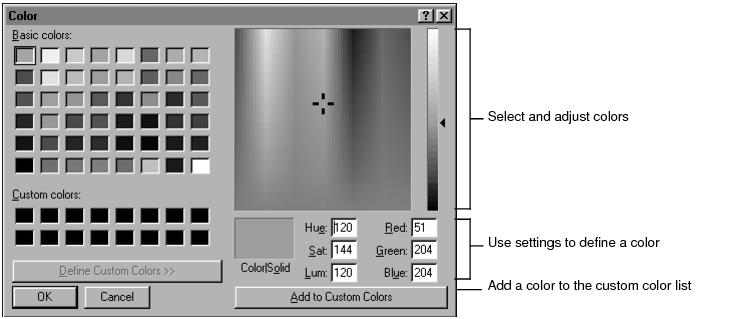 Color
Basic colors:
Custom colors:
Define Custom Colors >>
OK Cancel
Hue: 120 Red: 51
Sat: 144 Green: 204
Lum: 120 Blue: 204
Color|Solid
Add to Custom Colors
Select and adjust colors
Use settings to define a color
Add a color to the custom color list